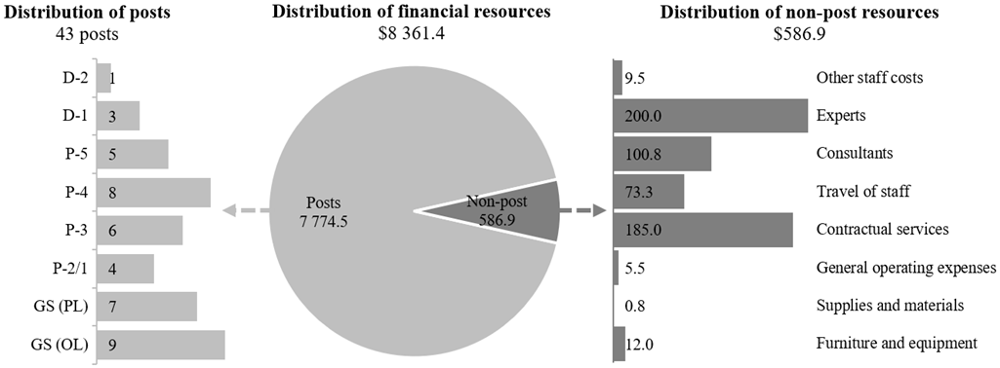 Distribution of posts
43 posts
D-2 1
D-1 3
P-5 5
P-4 8
P-3 6
P-2/1 4
GS (PL) 7
GS (OL) 9
Distribution of financial resources
$8 361.4
Posts
7 774.5
Non-post
586.9
Distribution of non-post resources
$586.9
9.5 Other staff costs
200.0 Experts
100.8 Consultants
73.3 Travel of staff
185.0 Contractual services
5.5 General operating expenses
0.8 Supplies and materials
12.0 Furniture and equipment